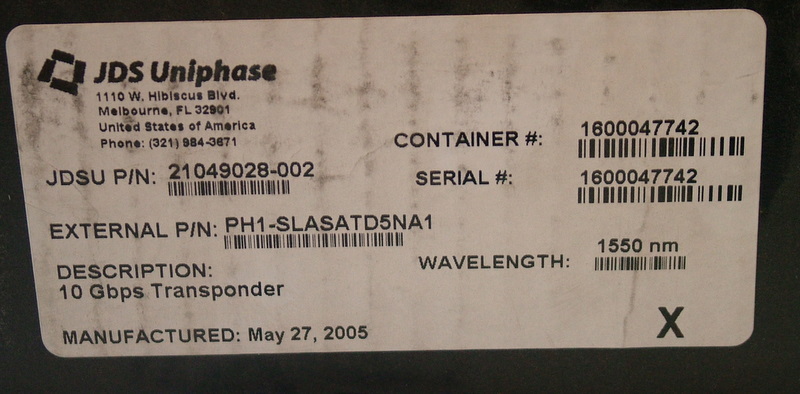 JDS Uniphase
1110 W. Hibiscus Blvd.
Melbourne, FL 32901
United States of America
Phone: (321) 984-3671
CONTAINER #: 1600047742
JDSU P/N: 21049028-002
SERIAL #: 1600047742
EXTERNAL P/N: PH1-SLASATD5NA1
WAVELENGTH: 1550 nm
DESCRIPTION:
10 Gbps Transponder
MANUFACTURED: May 27, 2005
X